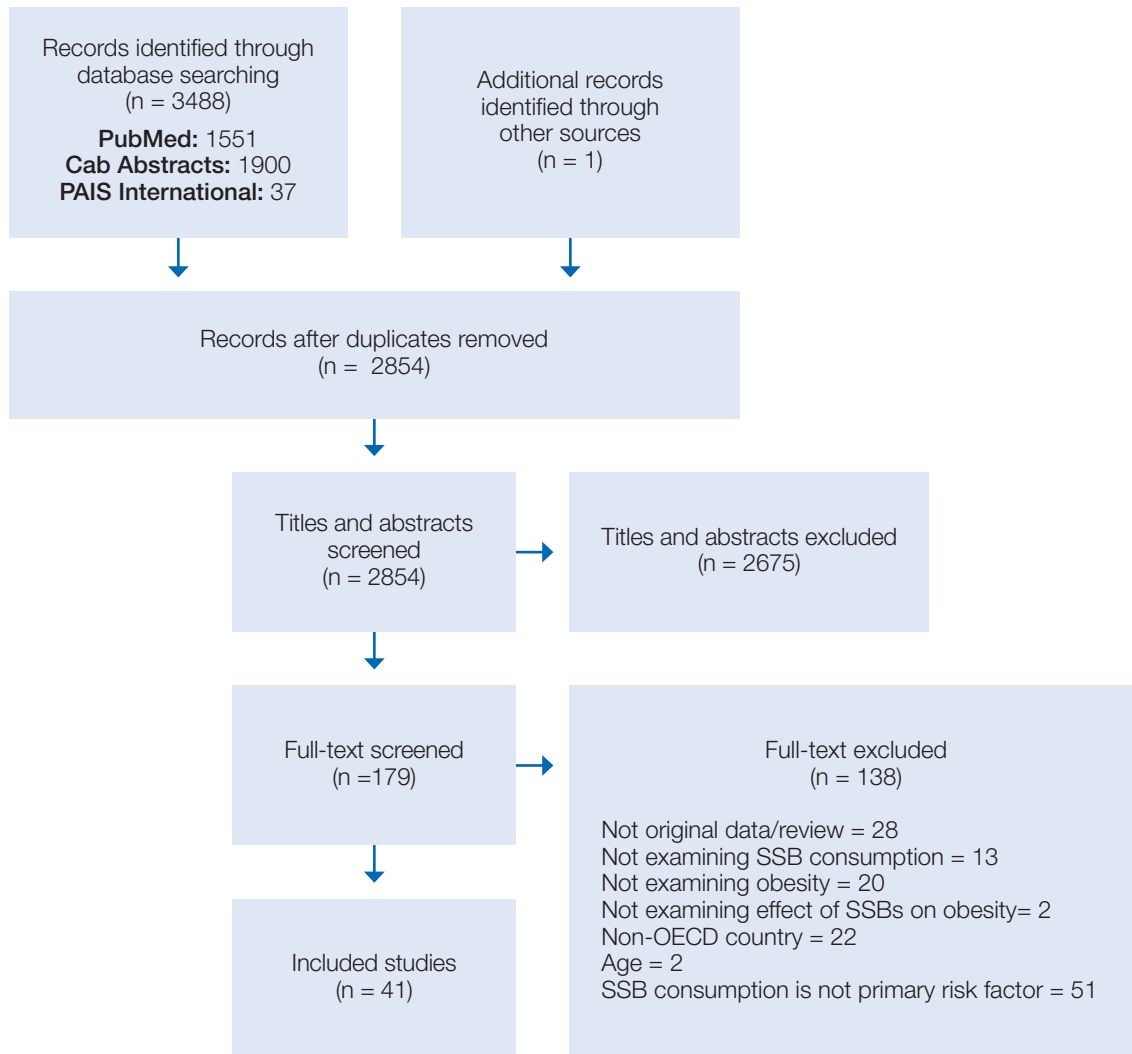 Records identified through
database searching
(n = 3488)
PubMed: 1551
Cab Abstracts: 1900
PAIS International: 37
Additional records
identified through
other sources
(n = 1)
Records after duplicates removed
(n = 2854)
Titles and abstracts
screened
(n = 2854)
Titles and abstracts excluded
(n = 2675)
Full-text screened
(n =179)
Full-text excluded
(n = 138)
Not original data/review = 28
Not examining SSB consumption = 13
Not examining obesity = 20
Not examining effect of SSBs on obesity= 2
Non-OECD country = 22
Age = 2
SSB consumption is not primary risk factor = 51
Included studies
(n = 41)